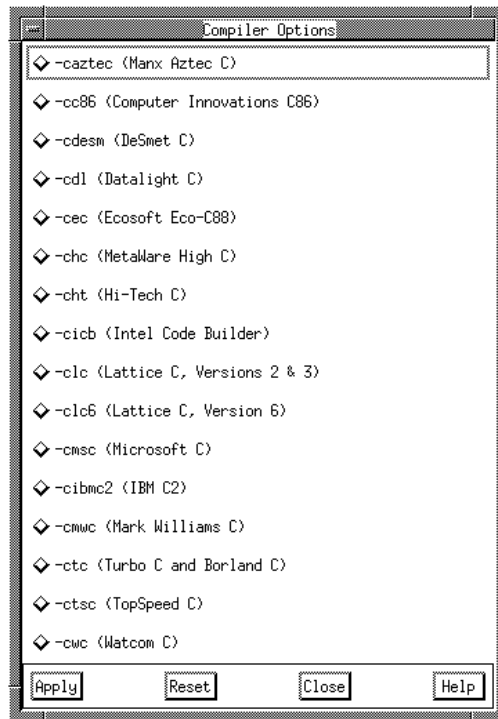 Compiler Options
-caztec (Manx Aztec C)
-cc86 (Computer Innovations C86)
-cdesm (DeSmet C)
-cdl (Datalight C)
-cec (Ecosoft Eco-C88)
-chc (MetaWare High C)
-cht (Hi-Tech C)
-cicb (Intel Code Builder)
-clc (Lattice C, Versions 2 & 3)
-clc6 (Lattice C, Version 6)
-cmsc (Microsoft C)
-cibmc2 (IBM C2)
-cmwc (Mark Williams C)
-ctc (Turbo C and Borland C)
-ctsc (TopSpeed C)
-cwc (Watcom C)
Apply Reset Close Help